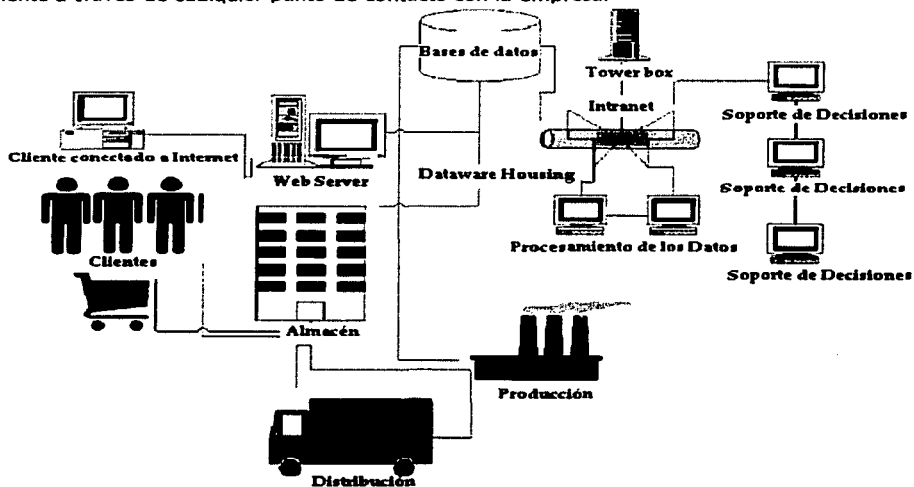 Bases de datos
Tower box
Intranet
Soporte de Decisiones
Cliente conectado a Internet
Web Server
Dataware Housing
Soporte de Decisiones
Procesamiento de los Datos
Clientes
Soporte de Decisiones
Almacén
Producción
Distribución